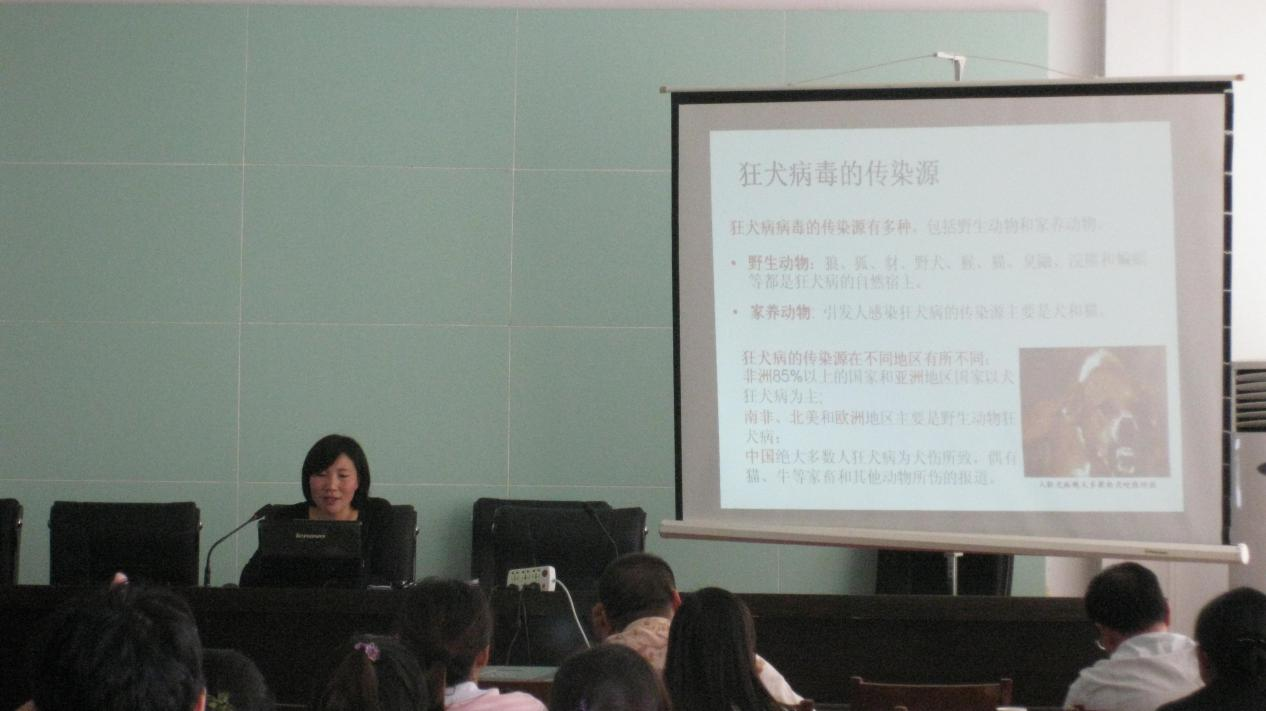 狂犬病毒的传染源
狂犬病病毒的传染源有多种，包括野生动物和家养动物。
• 野生动物：狼、狐、豺、野犬、猴、猫、臭鼬、浣熊和蝙蝠
等都是狂犬病的自然宿主。
• 家养动物：引发人感染狂犬病的传染源主要是犬和猫。
狂犬病的传染源在不同地区有所不同：
非洲85%以上的国家和亚洲地区国家以犬
狂犬病为主；
南非、北美和欧洲地区主要是野生动物狂
犬病；
中国绝大多数人狂犬病为犬伤所致，偶有
猫、牛等家畜和其他动物所伤的报道。
lenovo